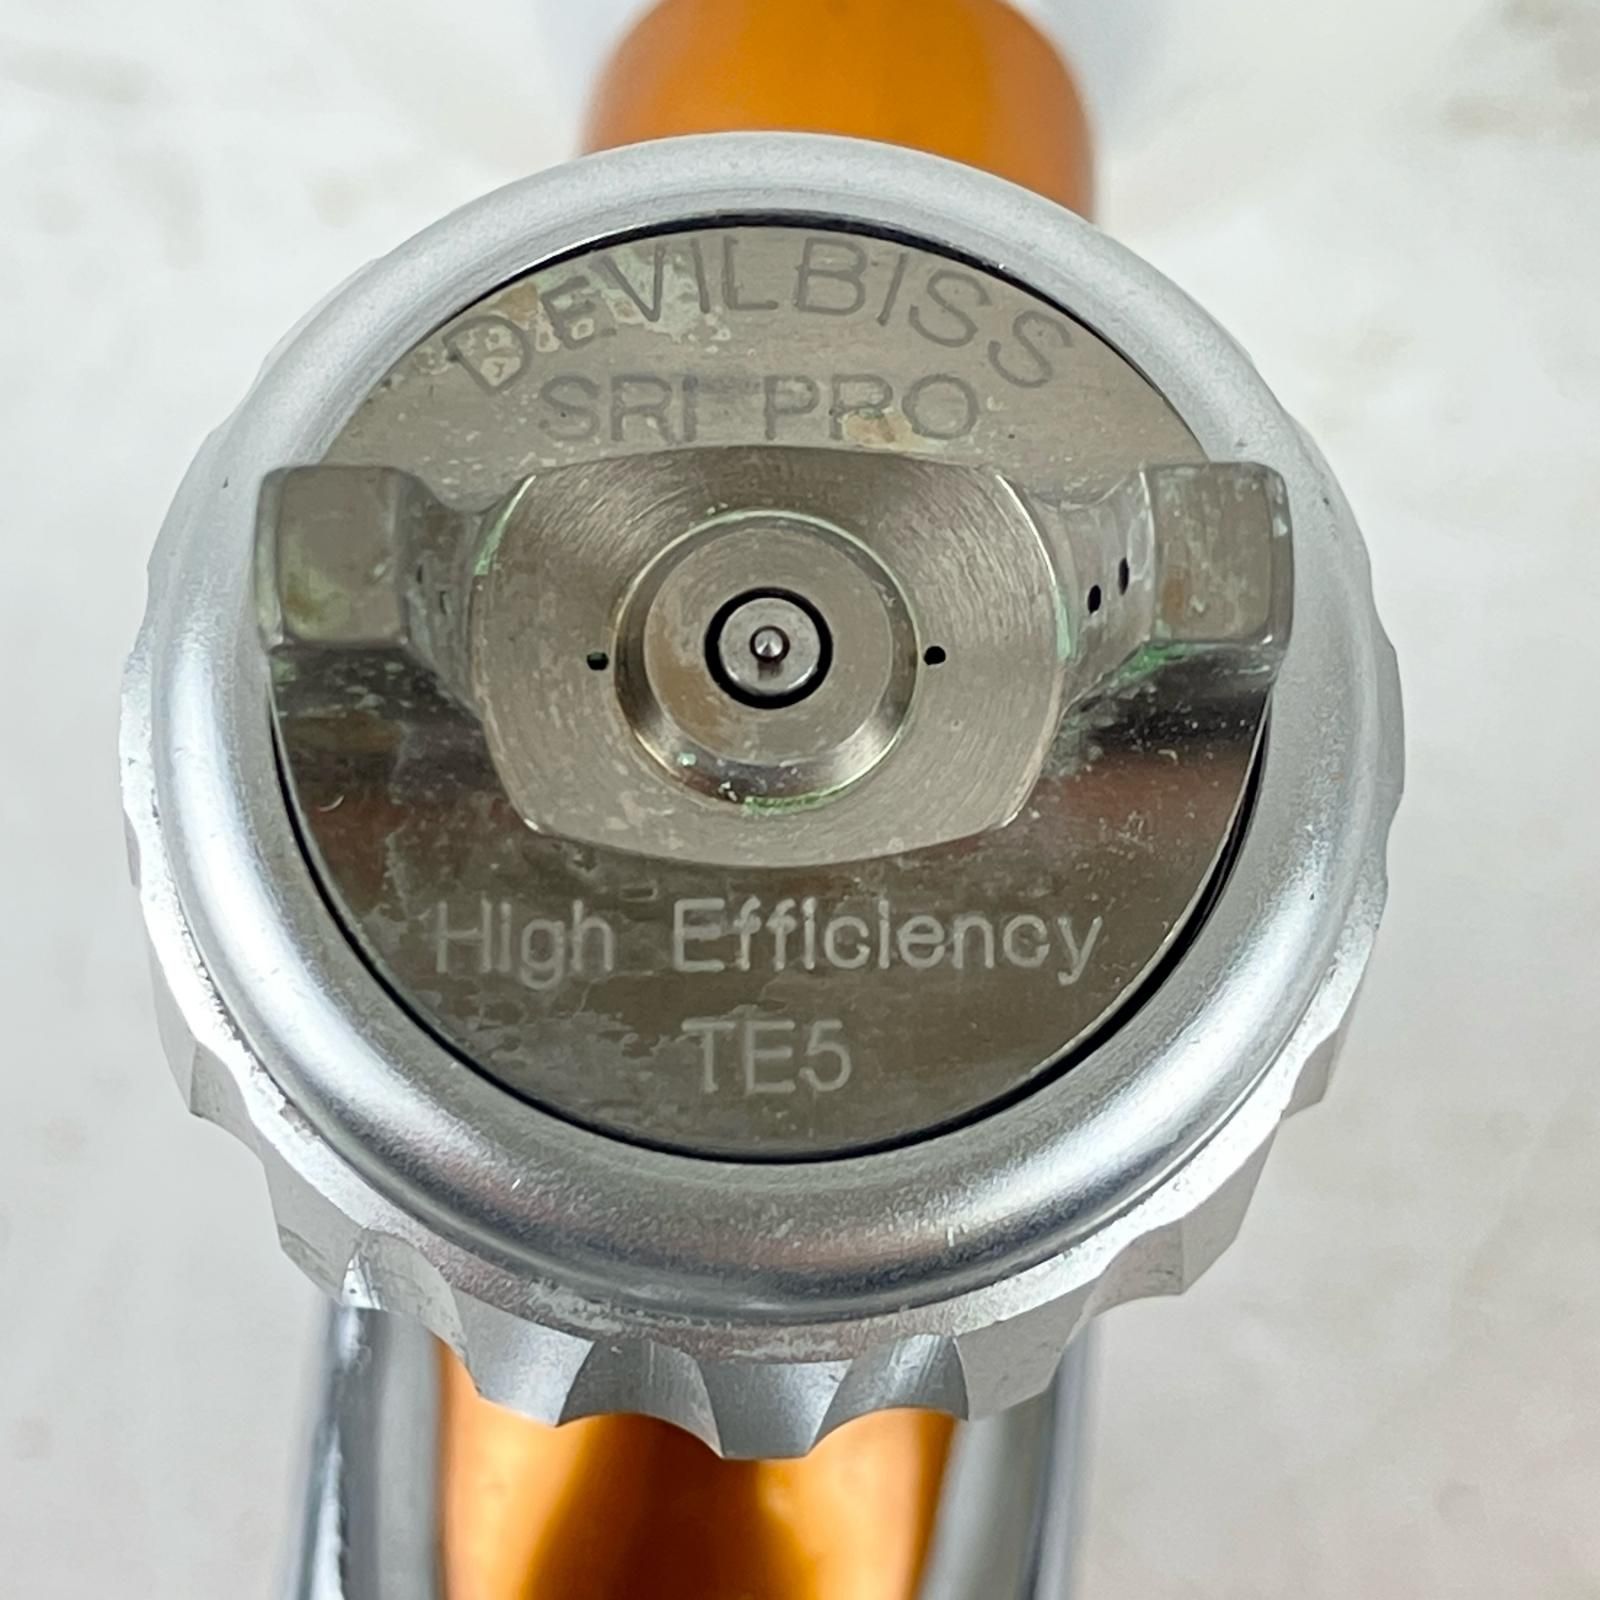 DEVILBISS
SRI PRO
High Efficiency
TE5